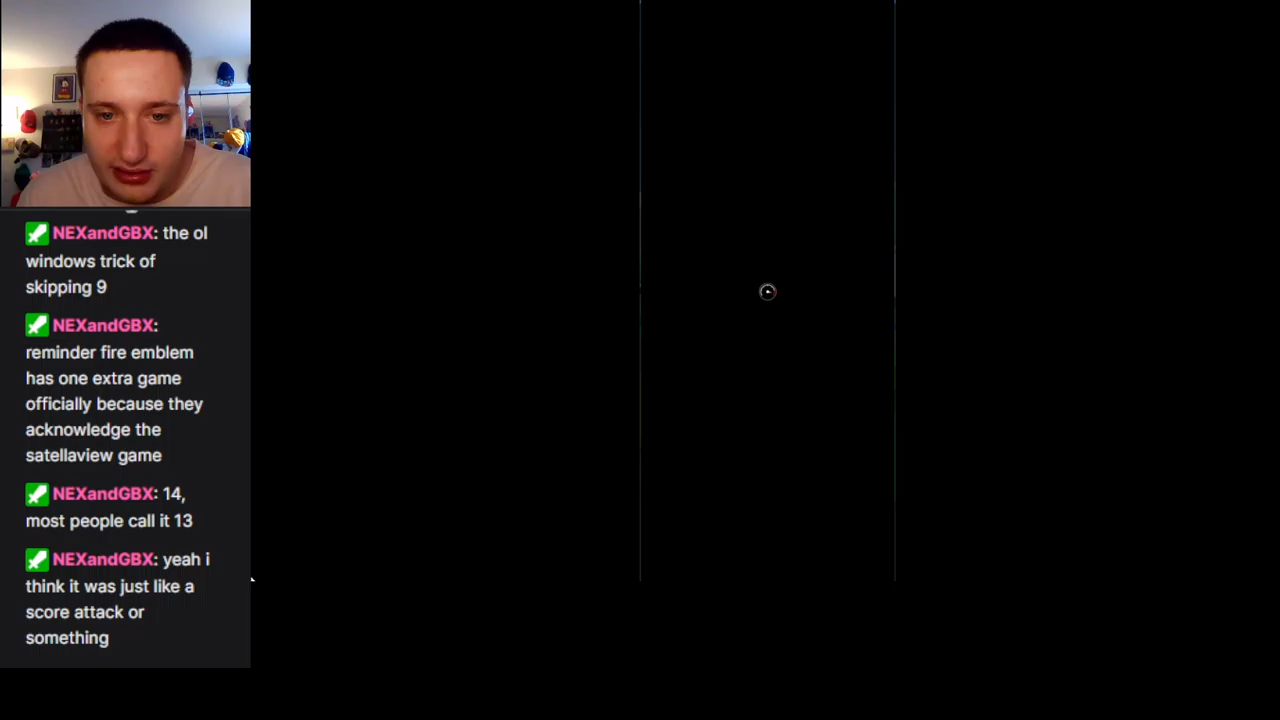 NEXandGBX: the ol
windows trick of
skipping 9
NEXandGBX:
reminder fire emblem
has one extra game
officially because they
acknowledge the
satellaview game
NEXandGBX: 14,
most people call it 13
NEXandGBX: yeah i
think it was just like a
score attack or
something